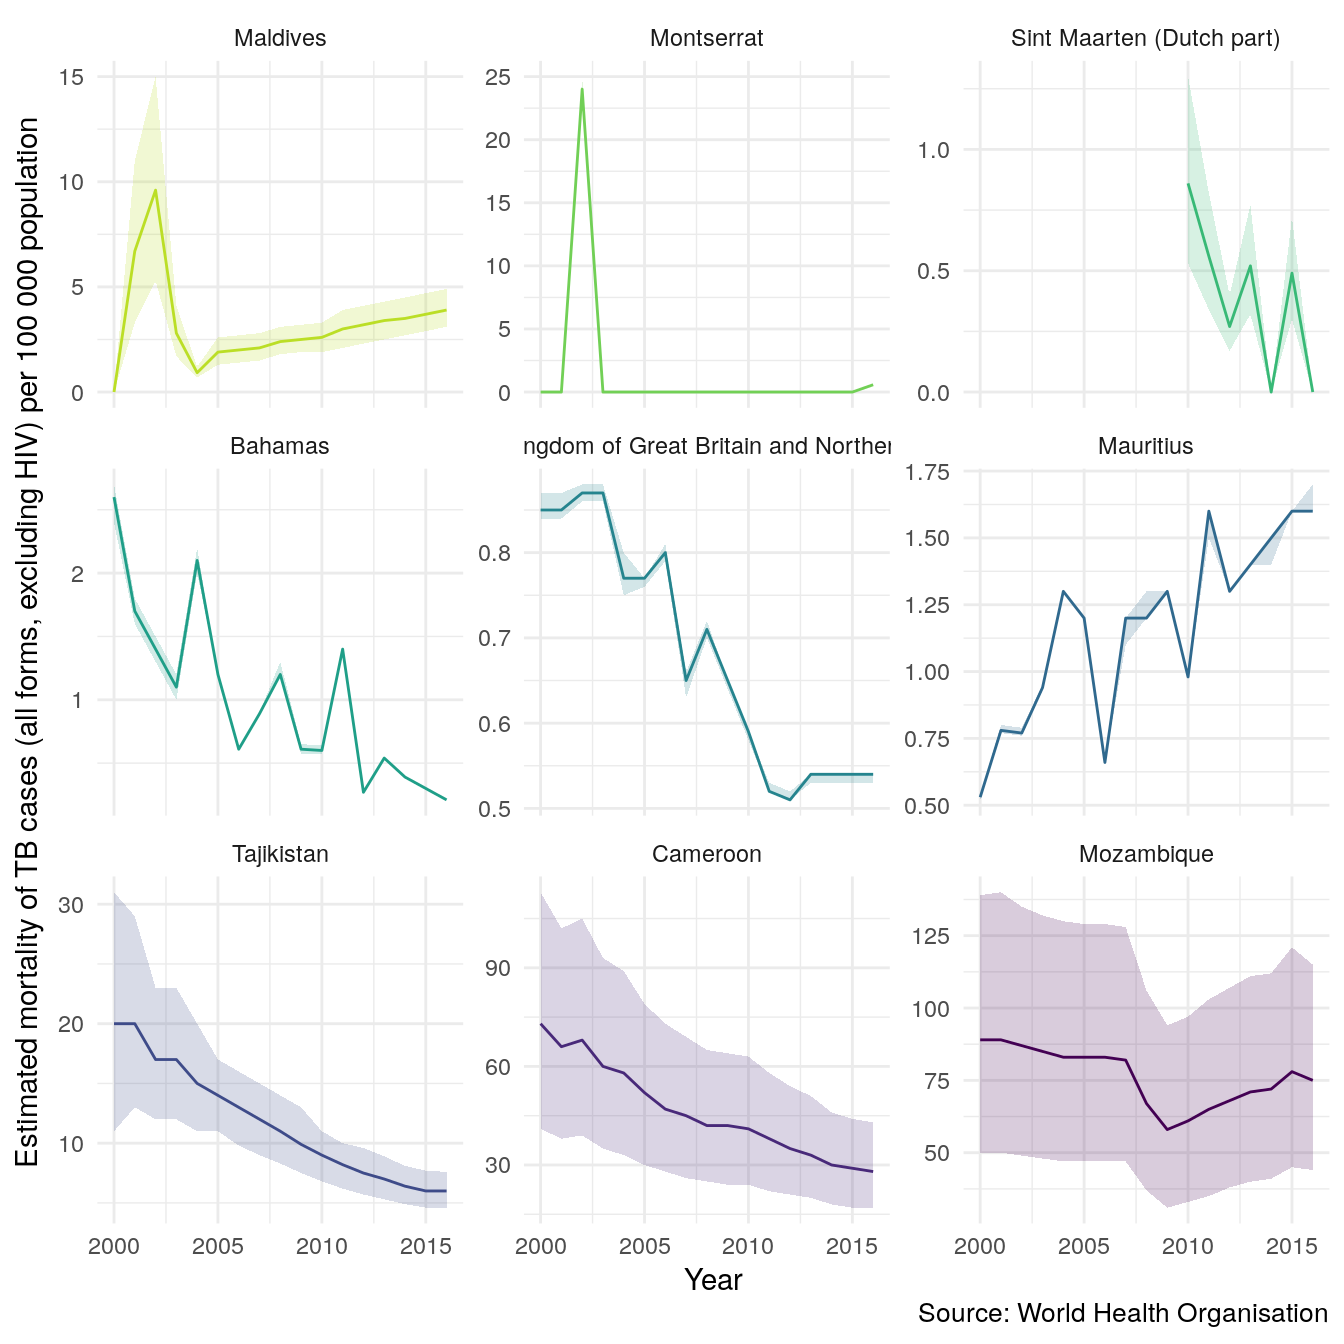 Maldives
Montserrat
Sint Maarten (Dutch part)
15
10
5
0
25
20
15
10
5
0
1.0
0.5
0.0
Estimated mortality of TB cases (all forms, excluding HIV) per 100 000 population
Bahamas
ngdom of Great Britain and Norther
Mauritius
2
1
0.8
0.7
0.6
0.5
1.75
1.50
1.25
1.00
0.75
0.50
Tajikistan
Cameroon
Mozambique
30
20
10
90
60
30
125
100
75
50
2000 2005 2010 2015
2000 2005 2010 2015
2000 2005 2010 2015
Year
Source: World Health Organisation